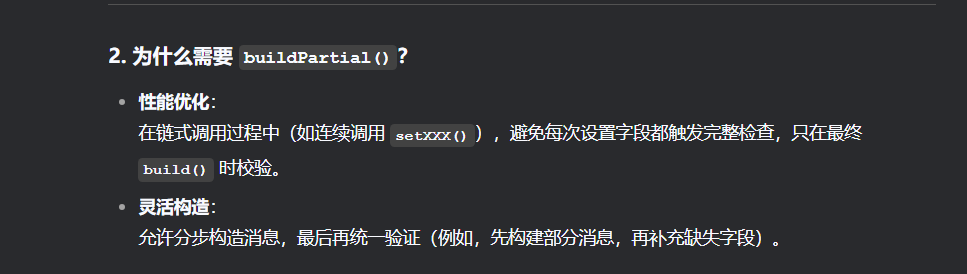 2. 为什么需要 buildPartial()?
性能优化：
在链式调用过程中（如连续调用 setXXX()），避免每次设置字段都触发完整检查，只在最终
build() 时校验。
灵活构造：
允许分步构造消息，最后再统一验证（例如，先构建部分消息，再补充缺失字段）。